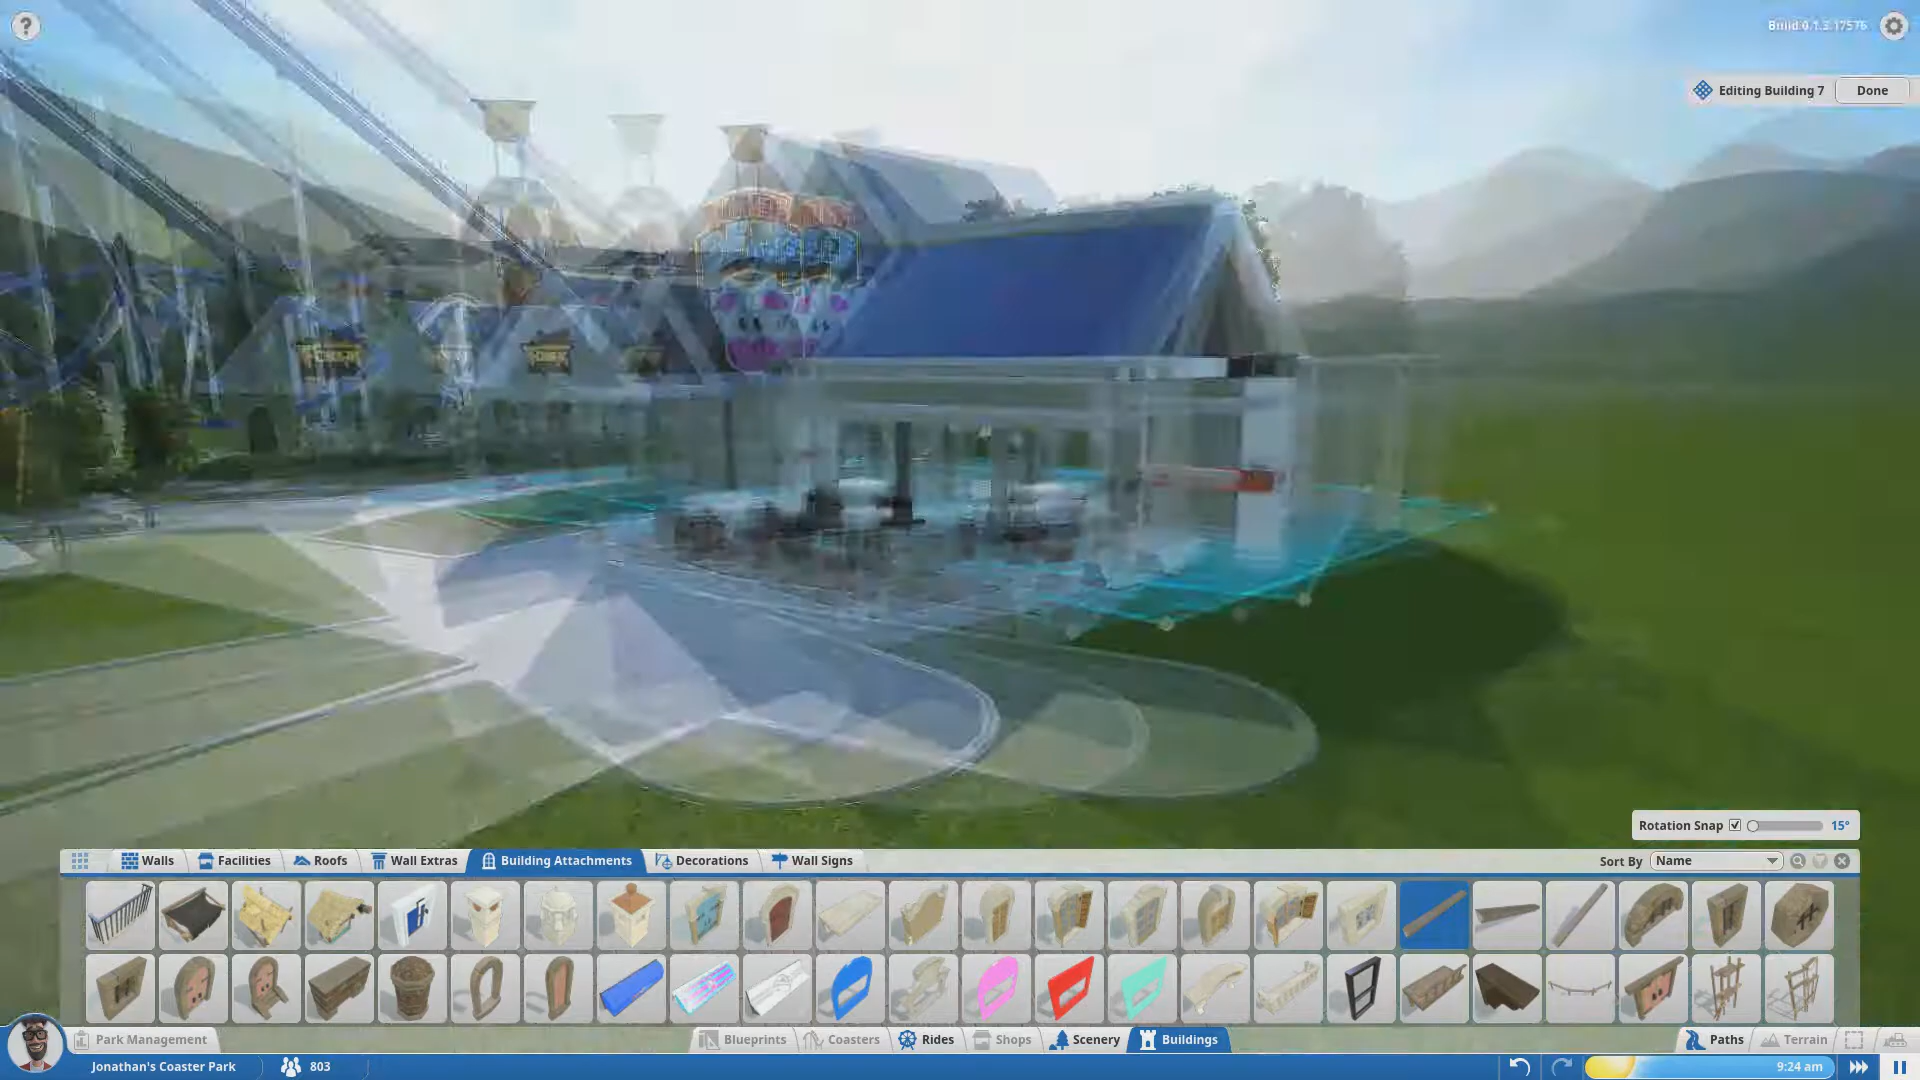 ?
Build 0.1.3.17576
Editing Building 7
Done
Rotation Snap
15°
Walls
Facilities
Roofs
Wall Extras
Building Attachments
Decorations
Wall Signs
Sort By
Name
Park Management
Blueprints
Coasters
Rides
Shops
Scenery
Buildings
Paths
Terrain
Jonathan's Coaster Park
803
9:24 am